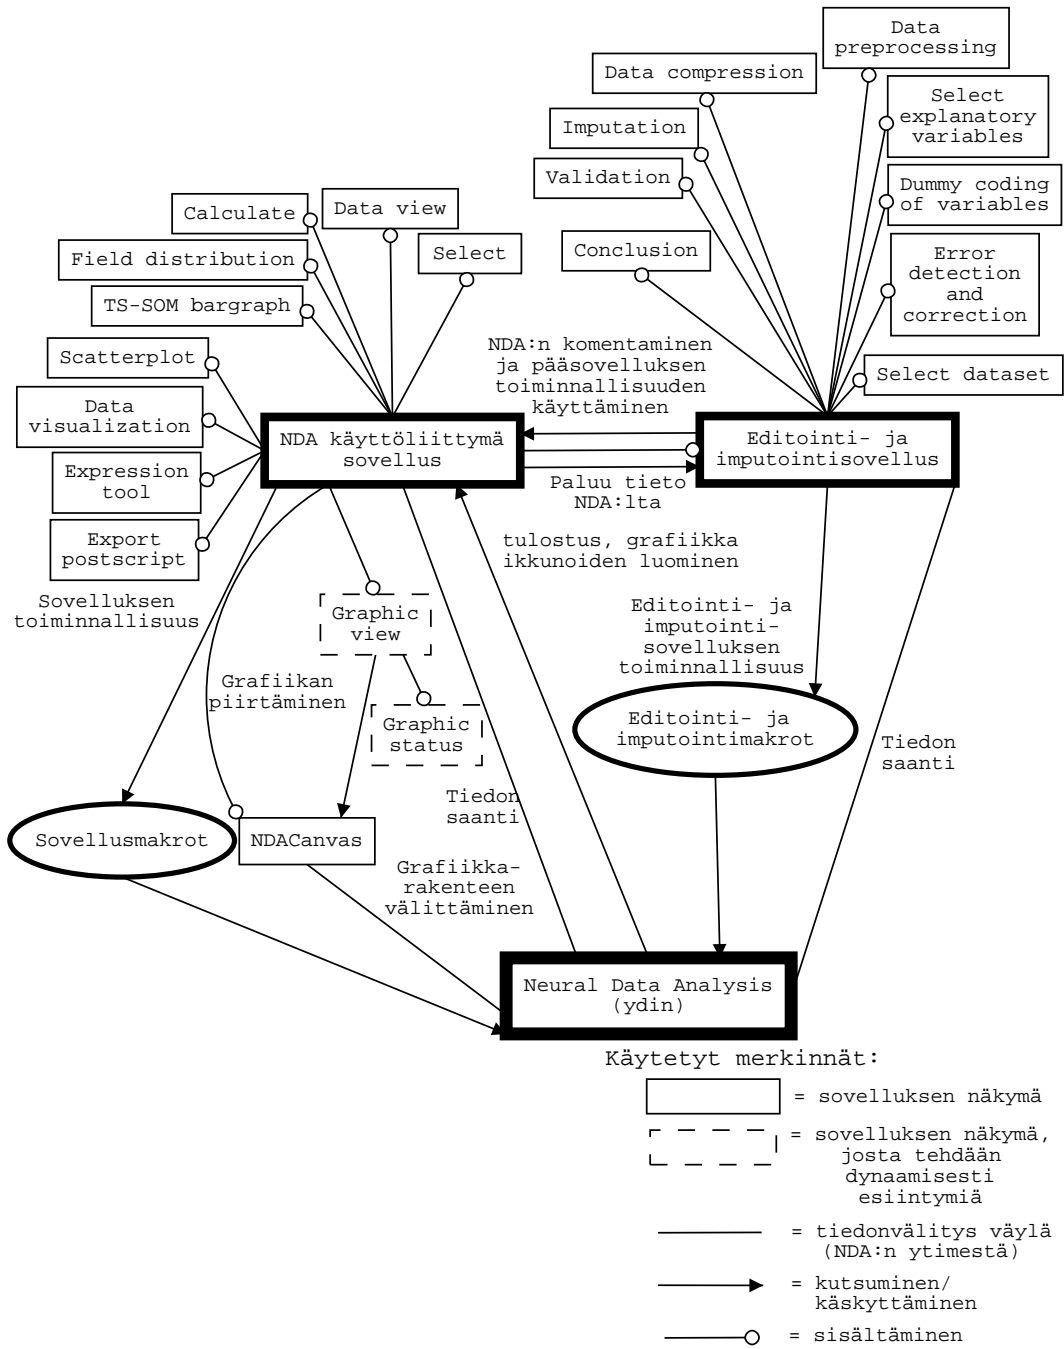 Data
preprocessing
Data compression
Select
explanatory
variables
Imputation
Validation
Dummy coding
of variables
Calculate
Data view
Field distribution
Select
Conclusion
Error
detection
and
correction
TS-SOM bargraph
Scatterplot
NDA:n komentaminen
ja pääsovelluksen
toiminnallisuuden
käyttäminen
Select dataset
Data
visualization
NDA käyttöliittymä
sovellus
Editointi- ja
imputointisovellus
Expression
tool
Paluu tieto
NDA:lta
Export
postscript
tulostus, grafiikka
ikkunoiden luominen
Sovelluksen
toiminnallisuus
Graphic
view
Editointi- ja
imputointi-
sovelluksen
toiminnallisuus
Grafiikan
piirtäminen
Graphic
status
Editointi- ja
imputointimakrot
Tiedon
saanti
Tiedon
saanti
Sovellusmakrot
NDACanvas
Grafiikka-
rakenteen
välittäminen
Neural Data Analysis
(ydin)
Käytetyt merkinnät:
= sovelluksen näkymä
= sovelluksen näkymä,
josta tehdään
dynaamisesti
esiintymiä
= tiedonvälitys väylä
(NDA:n ytimestä)
= kutsuminen/
käskyttäminen
= sisältäminen